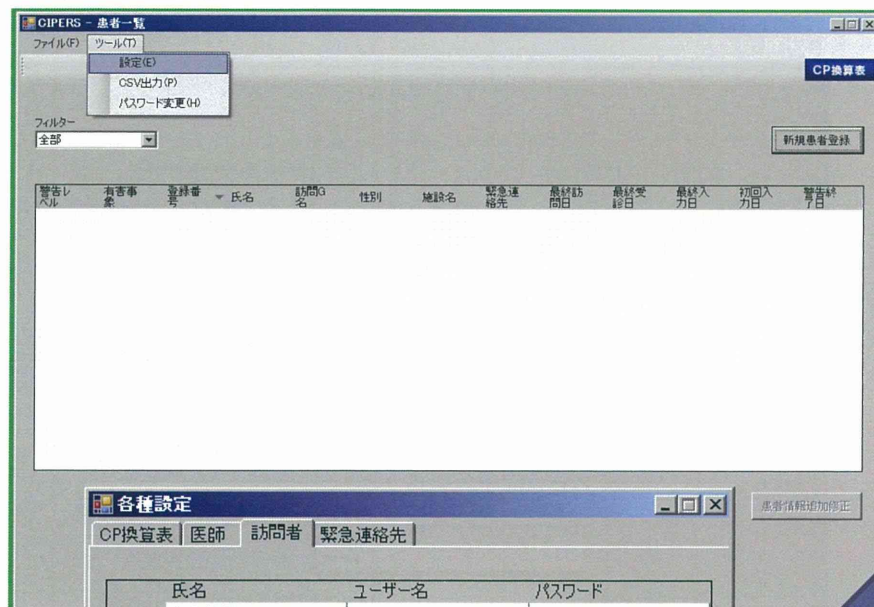 CIPERS - 患者一覧
ファイル(F) ツール(T)
設定(E)
CSV出力(P)
パスワード変更(H)
CP換算表
フィルター
全部
新規患者登録
警告レベル 有害事象 登録番号 氏名 訪問G名 性別 施設名 緊急連絡先 最終訪問日 最終受診日 最終入力日 初回入力日 警告終了日
患者情報追加修正
各種設定
CP換算表 医師 訪問者 緊急連絡先
氏名 ユーザー名 パスワード